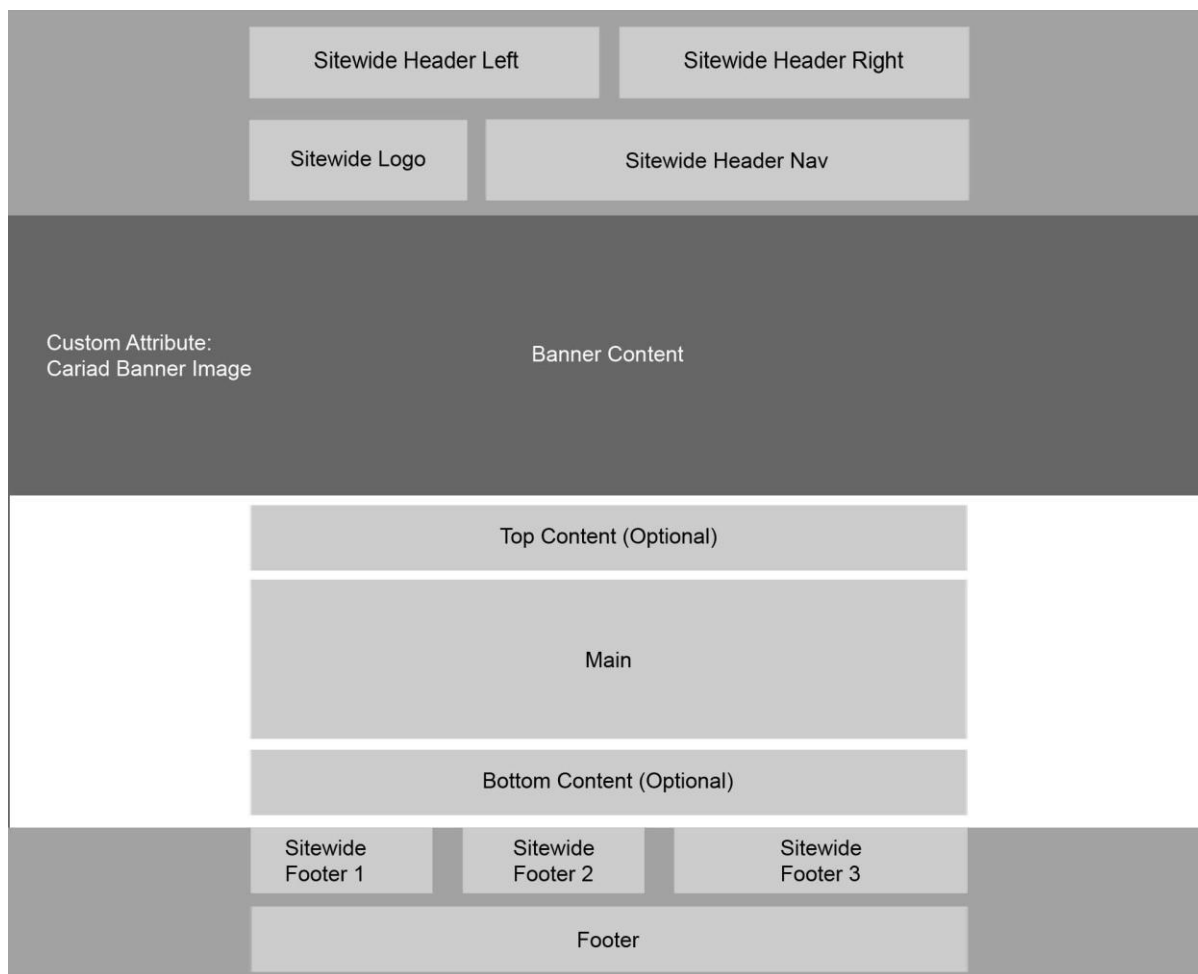 Sitewide Header Left
Sitewide Header Right
Sitewide Logo
Sitewide Header Nav
Custom Attribute:
Cariad Banner Image
Banner Content
Top Content (Optional)
Main
Bottom Content (Optional)
Sitewide
Footer 1
Sitewide
Footer 2
Sitewide
Footer 3
Footer